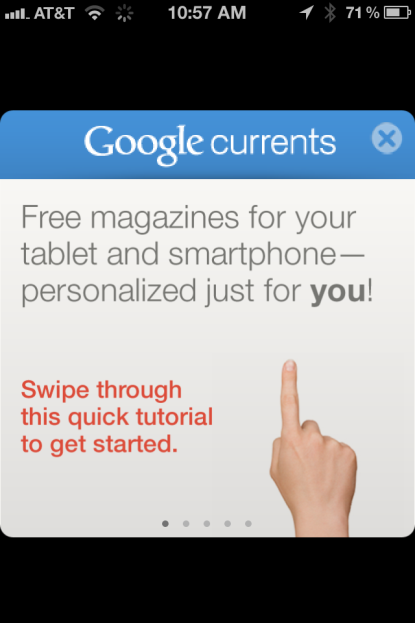 AT&T 10:57 AM 71%
Google currents
Free magazines for your
tablet and smartphone—
personalized just for you!
Swipe through
this quick tutorial
to get started.